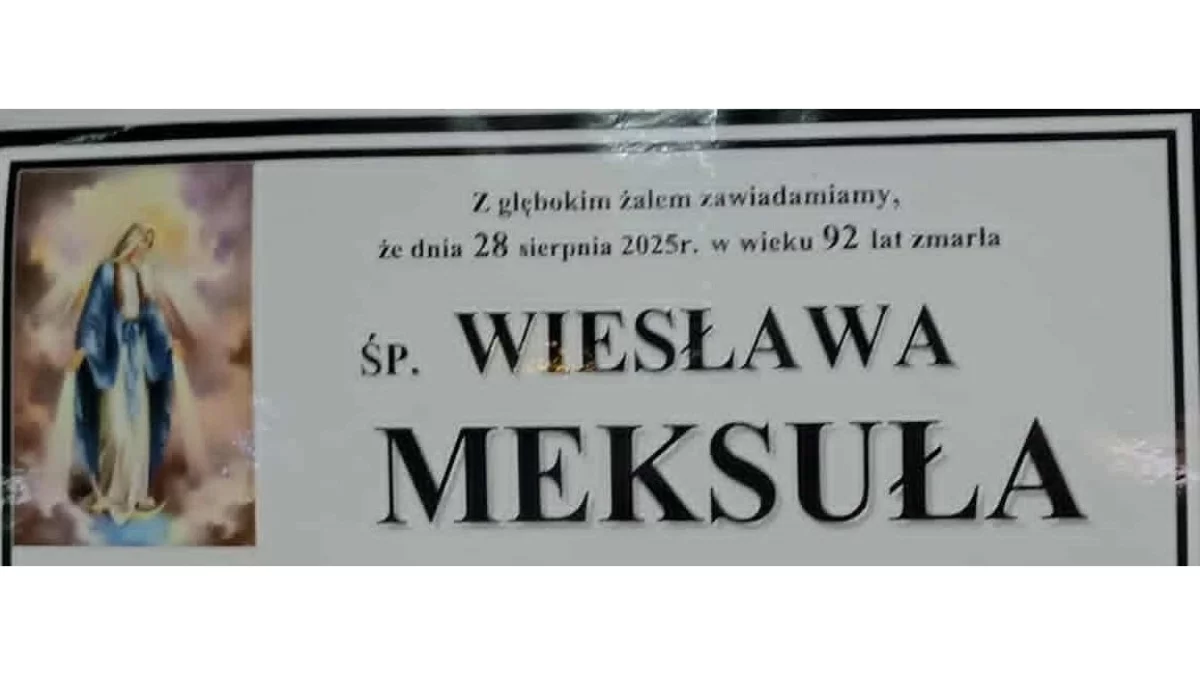 Z głębokim żalem zawiadamiamy,
że dnia 28 sierpnia 2025r. w wieku 92 lat zmarła
ŚP. WIESŁAWA
MEKSUŁA